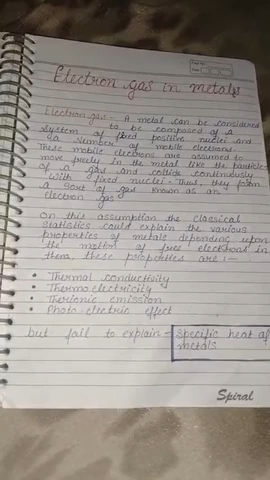 Electron gas in metals
Electron gas - A metal can be considered
to be composed of a
system of fixed positive nuclei and
a number of mobile electrons.
These mobile electrons are assumed to
move freely in the metal like the particles
of a gas and collide continuously
with fixed nuclei. Thus, they form
a sort of gas known as an
electron gas
On this assumption the classical
statistics could explain the various
properties of metals depending upon
the motion of free electrons in
them, these properties are :-
• Thermal conductivity
• Thermoelectricity
• Therionic emission
• Photo-electric effect
but fail to explain - Specific heat of
metals
Spiral